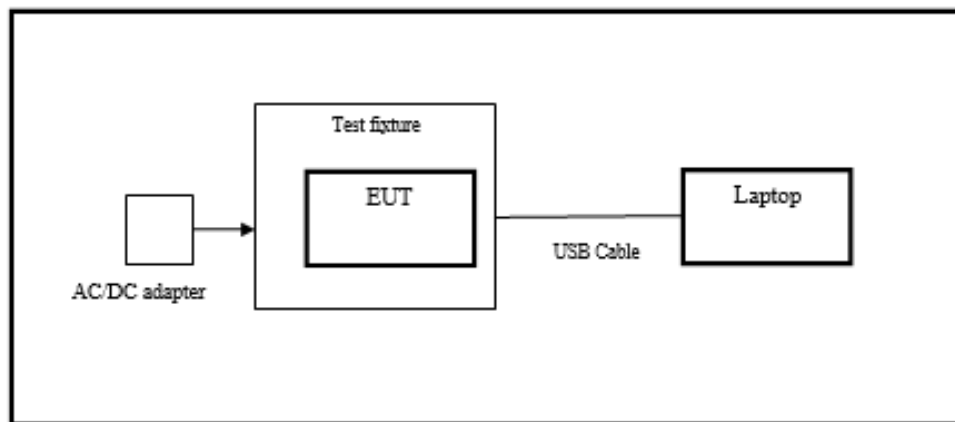 Test fixture
EUT
Laptop
USB Cable
AC/DC adapter